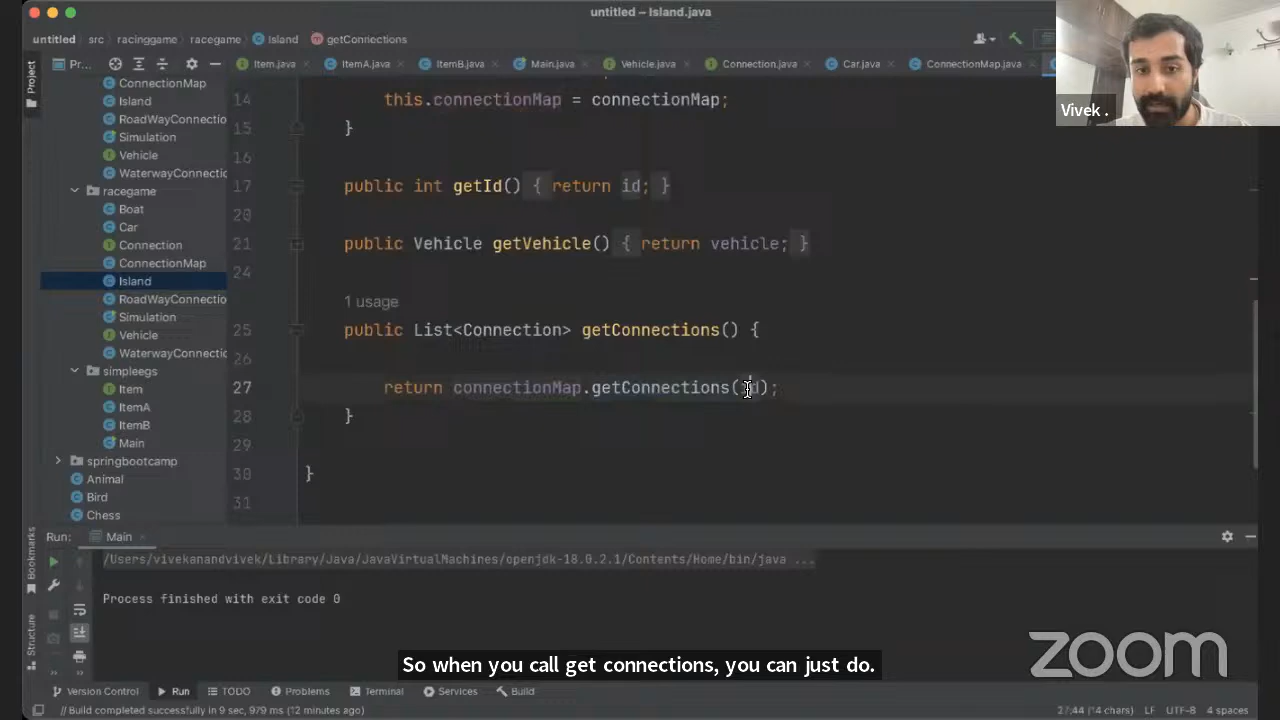 untitled – Island.java
untitled src racinggame racegame Island getConnections
Project
Pr...
Item.java ItemA.java ItemB.java Main.java Vehicle.java Connection.java Car.java ConnectionMap.java
Vivek .
ConnectionMap
Island
RoadWayConnectio
Simulation
Vehicle
WaterwayConnectic
racegame
Boat
Car
Connection
ConnectionMap
Island
RoadWayConnectio
Simulation
Vehicle
WaterwayConnectic
simpleegs
Item
ItemA
ItemB
Main
springbootcamp
Animal
Bird
Chess
14 this.connectionMap = connectionMap;
15 }
16
17 public int getId() { return id; }
20
21 public Vehicle getVehicle() { return vehicle; }
24
1 usage
25 public List<Connection> getConnections() {
26
27 return connectionMap.getConnections(id);
28 }
29
30 }
31
Bookmarks
Structure
Run: Main
/Users/vivekanandvivek/Library/Java/JavaVirtualMachines/openjdk-18.0.2.1/Contents/Home/bin/java ...
Process finished with exit code 0
zoom
So when you call get connections, you can just do.
Version Control Run TODO Problems Terminal Services Build
// Build completed successfully in 9 sec, 979 ms (12 minutes ago)
27:44 (14 chars) LF UTF-8 4 spaces